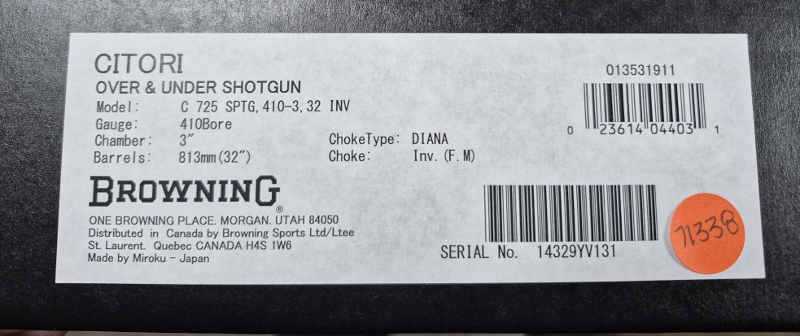 CITORI
OVER & UNDER SHOTGUN
Model: C 725 SPTG,410-3,32 INV
Gauge: 410Bore
Chamber: 3" ChokeType: DIANA
Barrels: 813mm(32") Choke: Inv.(F.M)
BROWNING®
ONE BROWNING PLACE. MORGAN. UTAH 84050
Distributed in Canada by Browning Sports Ltd/Ltee
St. Laurent. Quebec CANADA H4S 1W6
Made by Miroku - Japan
013531911
0 23614 04403 1
SERIAL No. 14329YV131
71338